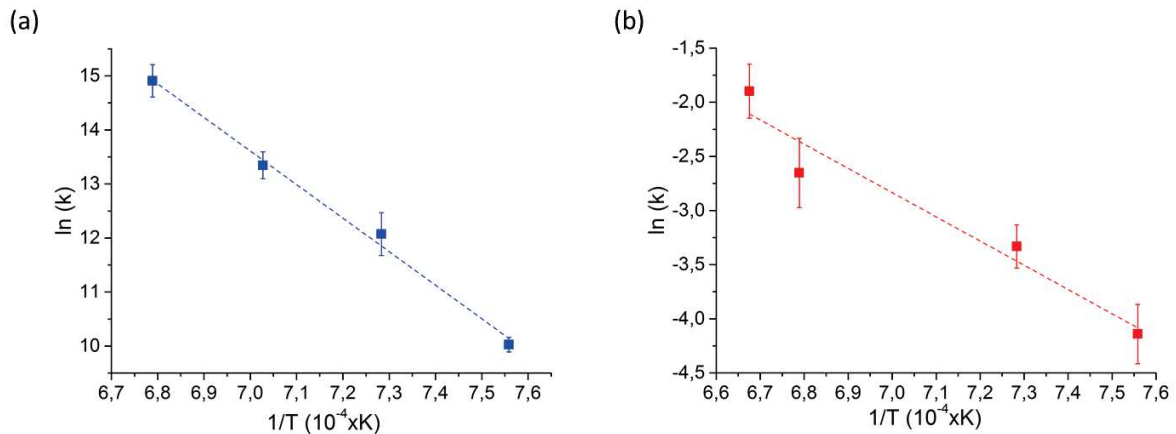 (a)
ln (k)
15
14
13
12
11
10
6,7 6,8 6,9 7,0 7,1 7,2 7,3 7,4 7,5 7,6
1/T (10⁻⁴xK)
(b)
ln (k)
-1,5
-2,0
-2,5
-3,0
-3,5
-4,0
-4,5
6,6 6,7 6,8 6,9 7,0 7,1 7,2 7,3 7,4 7,5 7,6
1/T (10⁻⁴xK)